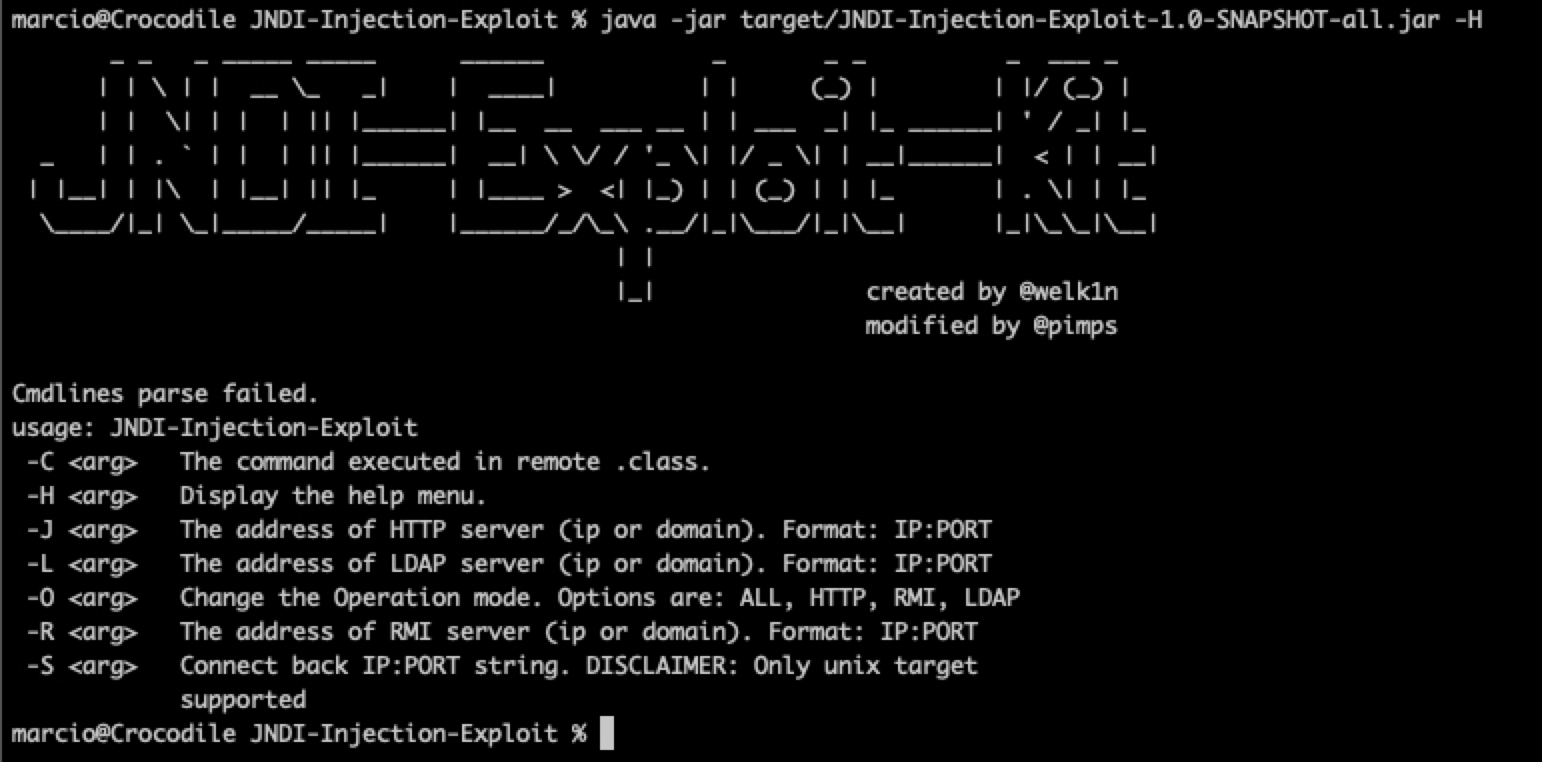 marcio@Crocodile JNDI-Injection-Exploit % java -jar target/JNDI-Injection-Exploit-1.0-SNAPSHOT-all.jar -H
JNDI-Exploit-Kit
created by @welk1n
modified by @pimps
Cmdlines parse failed.
usage: JNDI-Injection-Exploit
-C <arg> The command executed in remote .class.
-H <arg> Display the help menu.
-J <arg> The address of HTTP server (ip or domain). Format: IP:PORT
-L <arg> The address of LDAP server (ip or domain). Format: IP:PORT
-O <arg> Change the Operation mode. Options are: ALL, HTTP, RMI, LDAP
-R <arg> The address of RMI server (ip or domain). Format: IP:PORT
-S <arg> Connect back IP:PORT string. DISCLAIMER: Only unix target
supported
marcio@Crocodile JNDI-Injection-Exploit %